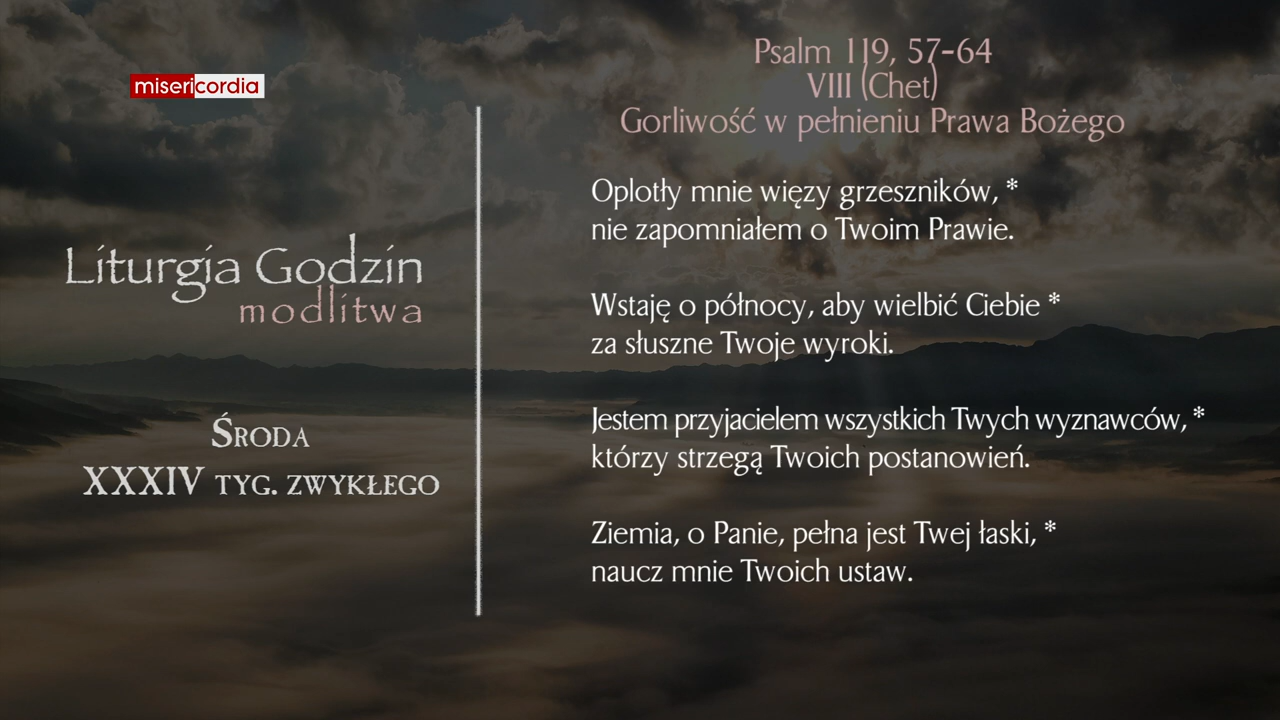 misericordia
Liturgia Godzin
modlitwa
Środa
XXXIV tyg. zwykłego
Psalm 119, 57-64
VIII (Chet)
Gorliwość w pełnieniu Prawa Bożego
Oplotły mnie więzy grzeszników, *
nie zapomniałem o Twoim Prawie.
Wstaję o północy, aby wielbić Ciebie *
za słuszne Twoje wyroki.
Jestem przyjacielem wszystkich Twych wyznawców, *
którzy strzegą Twoich postanowień.
Ziemia, o Panie, pełna jest Twej łaski, *
naucz mnie Twoich ustaw.